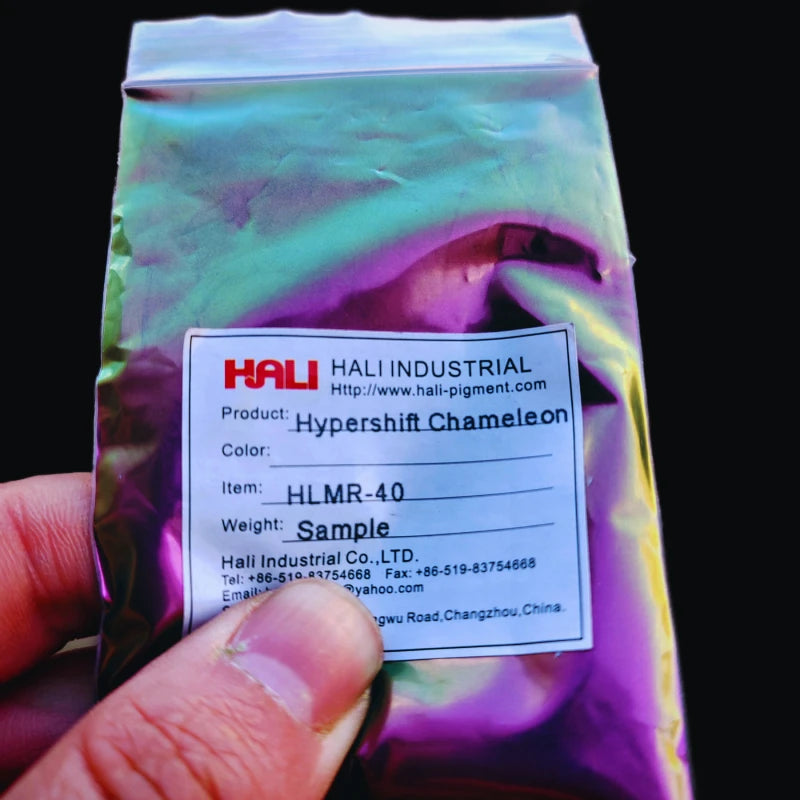 HALI HALI INDUSTRIAL
Http://www.hali-pigment.com
Product: Hypershift Chameleon
Color:
Item: HLMR-40
Weight: Sample
Hali Industrial Co.,LTD.
Tel: +86-519-83754668 Fax: +86-519-83754668
Email: @yahoo.com
Road,Changzhou,China.